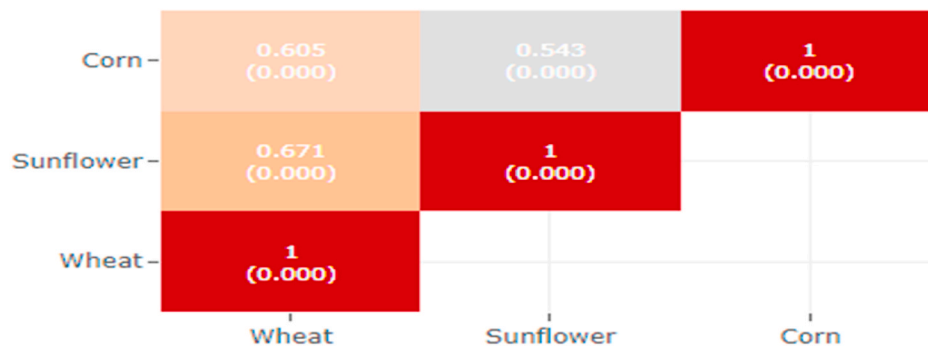 Corn
0.605
(0.000)
0.543
(0.000)
1
(0.000)
Sunflower
0.671
(0.000)
1
(0.000)
Wheat
1
(0.000)
Wheat
Sunflower
Corn